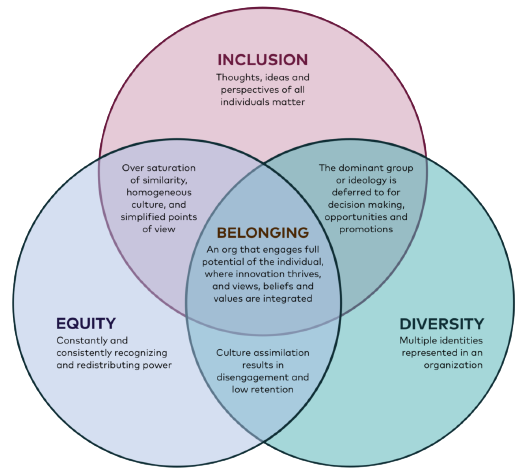 INCLUSION
Thoughts, ideas and
perspectives of all
individuals matter
Over saturation
of similarity,
homogeneous
culture, and
simplified points
of view
The dominant group
or ideology is
deferred to for
decision making,
opportunities and
promotions
BELONGING
An org that engages full
potential of the individual,
where innovation thrives,
and views, beliefs and
values are integrated
EQUITY
Constantly and
consistently recognizing
and redistributing power
DIVERSITY
Multiple identities
represented in an
organization
Culture assimilation
results in
disengagement and
low retention